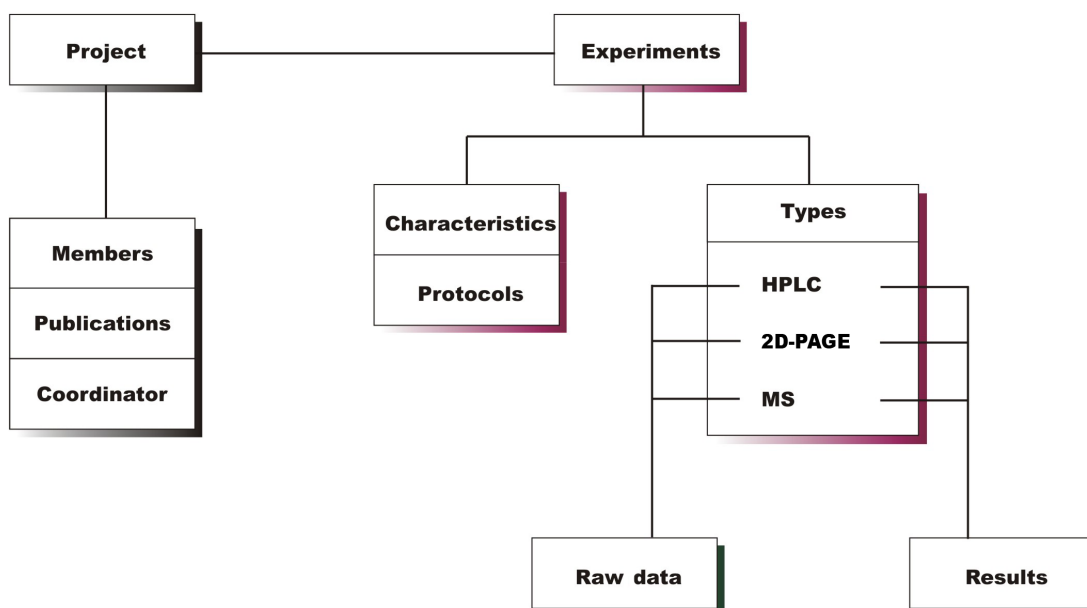 Project
Experiments
Characteristics
Protocols
Types
HPLC
2D-PAGE
MS
Members
Publications
Coordinator
Raw data
Results